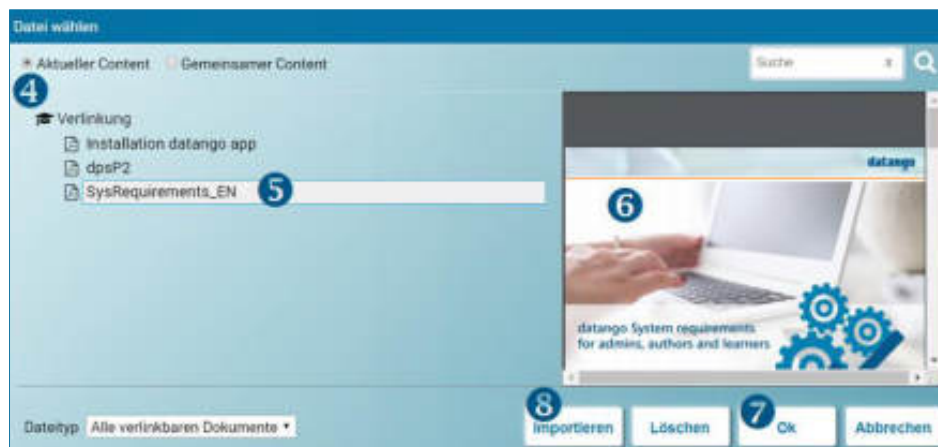 Datei wählen
Aktueller Content Gemeinsamer Content
Suche x
4
Verlinkung
Installation datango app
dpsP2
SysRequirements_EN 5
datango
6
datango System requirements
for admins, authors and learners
Dateityp Alle verlinkbaren Dokumente
8 Importieren Löschen 7 Ok Abbrechen